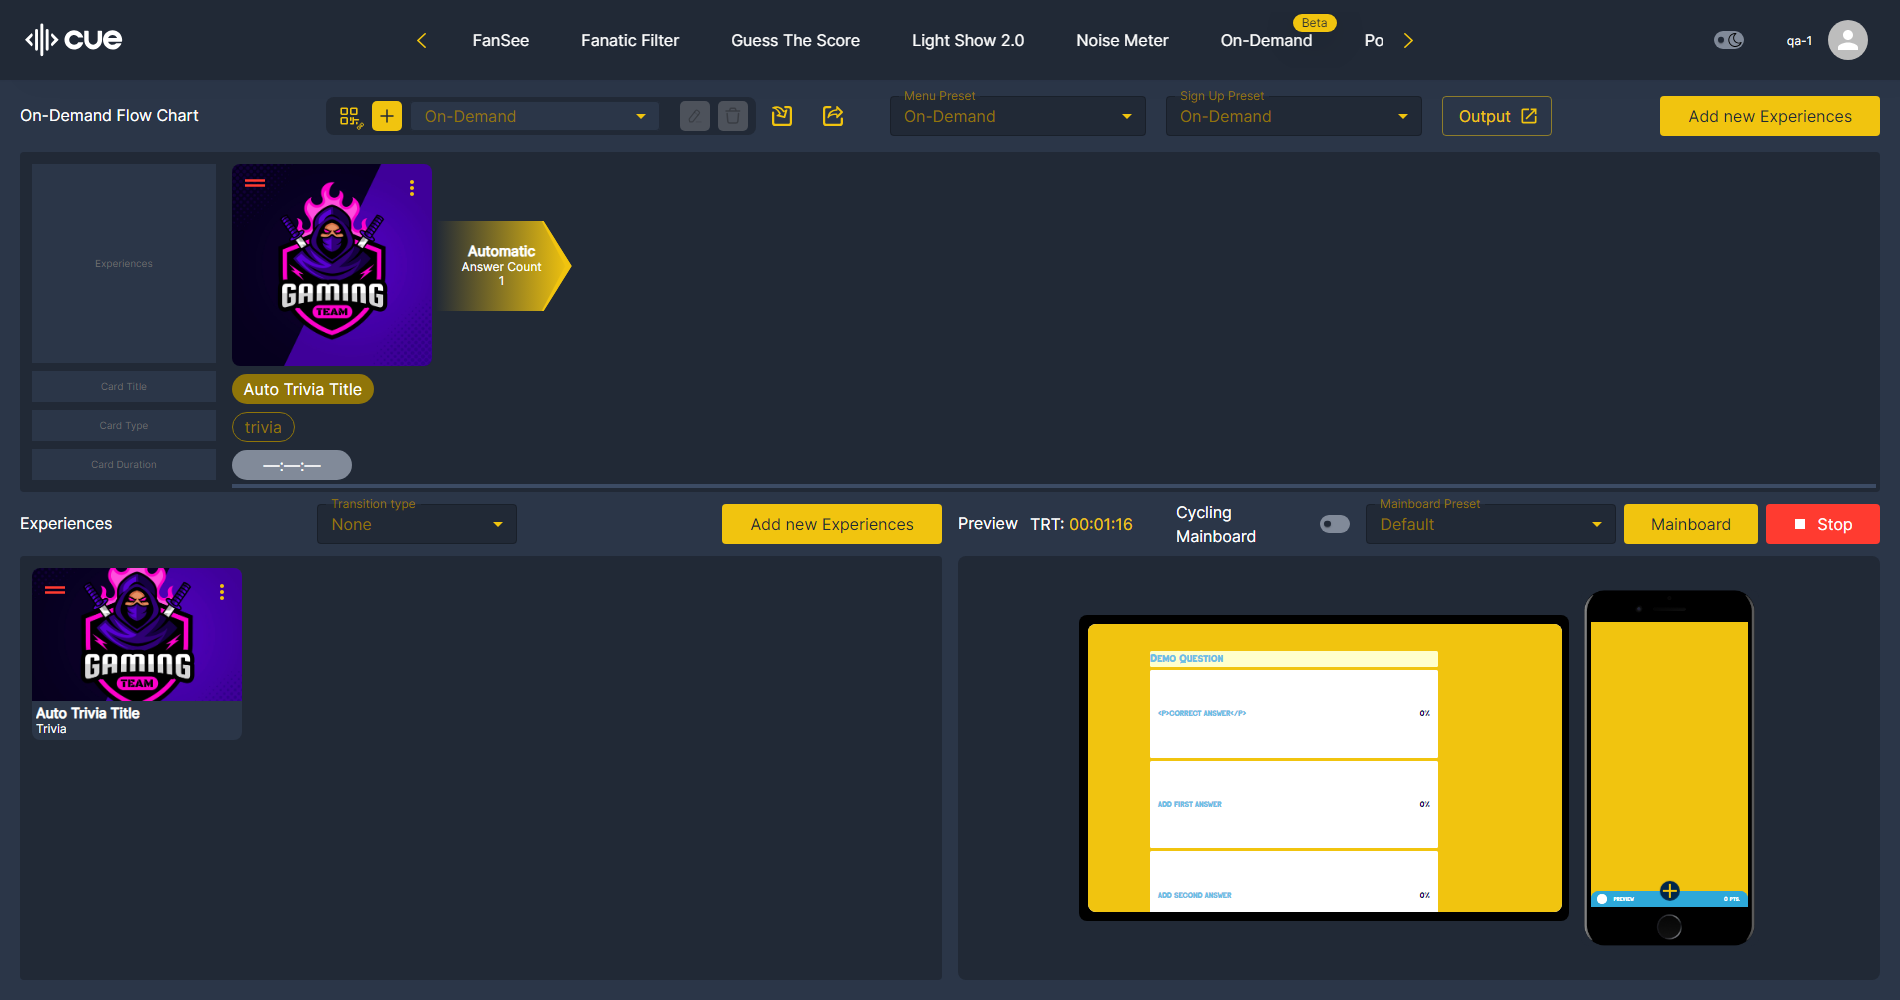 cue
FanSee
Fanatic Filter
Guess The Score
Light Show 2.0
Noise Meter
On-Demand
Beta
Po
qa-1
On-Demand Flow Chart
On-Demand
Menu Preset
On-Demand
Sign Up Preset
On-Demand
Output
Add new Experiences
Experiences
GAMING
TEAM
Automatic
Answer Count
1
Card Title
Auto Trivia Title
Card Type
trivia
Card Duration
—:—:—
Experiences
Transition type
None
Add new Experiences
Preview
TRT: 00:01:16
Cycling
Mainboard
Mainboard Preset
Default
Mainboard
Stop
GAMING
TEAM
Auto Trivia Title
Trivia
Demo Question
<P>CORRECT ANSWER</P>
0%
ADD FIRST ANSWER
0%
ADD SECOND ANSWER
0%
PREVIEW
0 PTS.